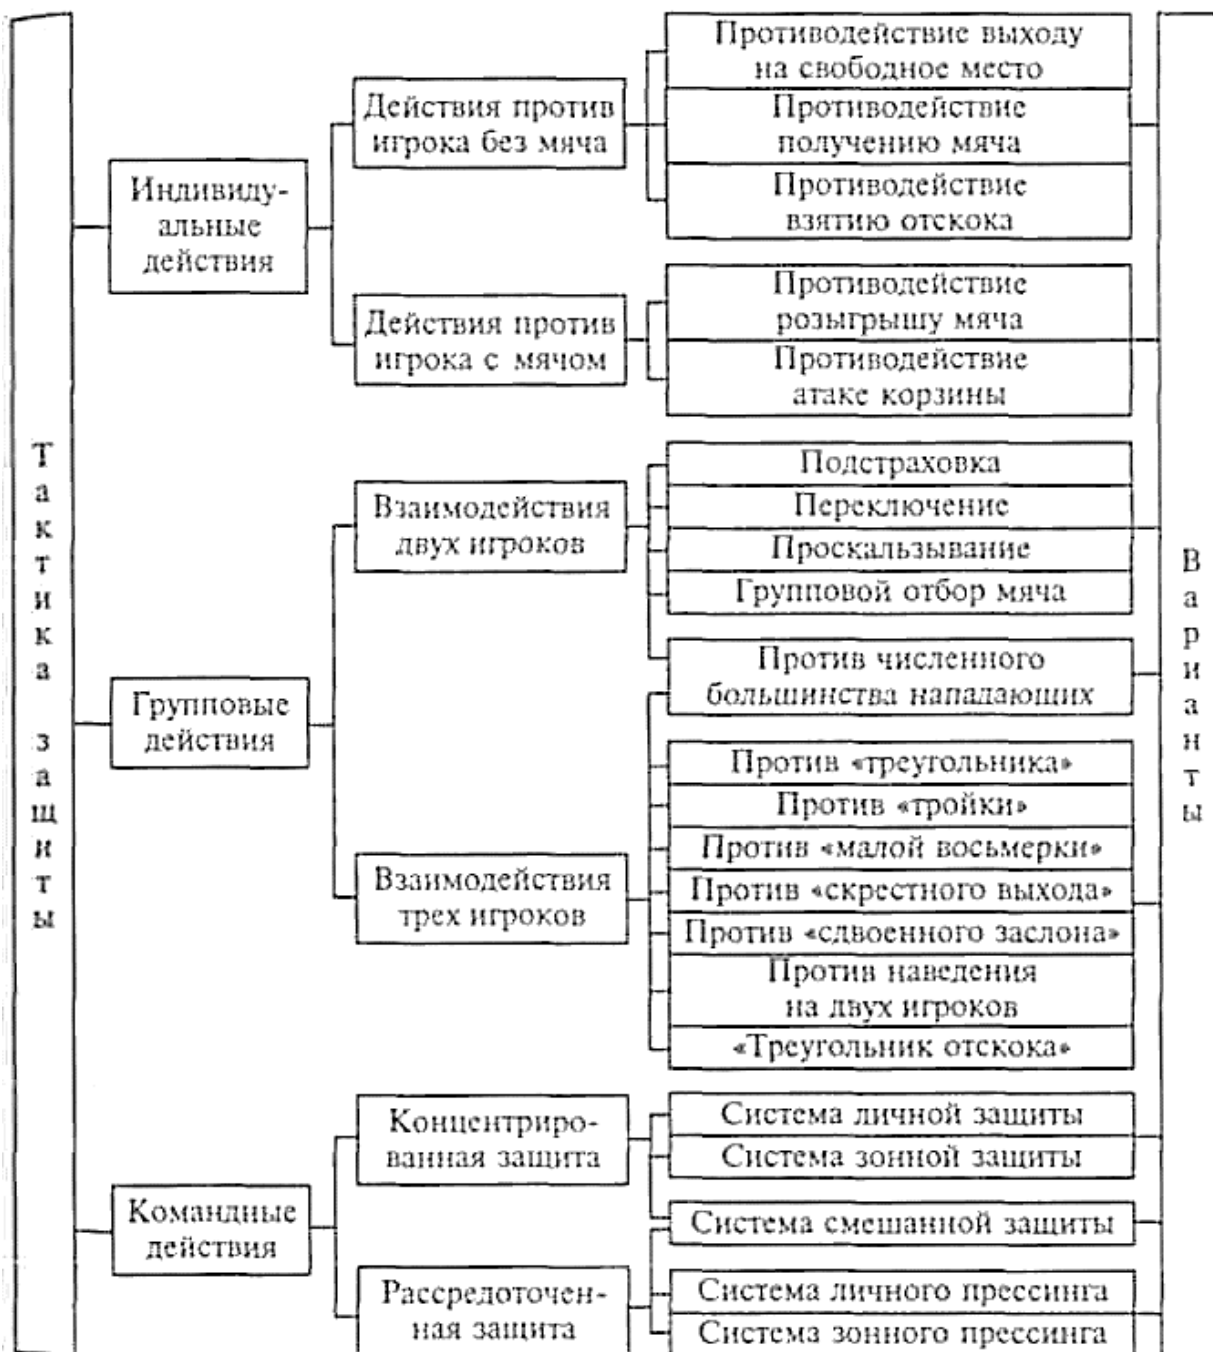 Тактика защиты
Индивиду-
альные
действия
Действия против
игрока без мяча
Противодействие выходу
на свободное место
Противодействие
получению мяча
Противодействие
взятию отскока
Действия против
игрока с мячом
Противодействие
розыгрышу мяча
Противодействие
атаке корзины
Групповые
действия
Взаимодействия
двух игроков
Подстраховка
Переключение
Проскальзывание
Групповой отбор мяча
Против численного
большинства нападающих
Взаимодействия
трех игроков
Против «треугольника»
Против «тройки»
Против «малой восьмерки»
Против «скрестного выхода»
Против «сдвоенного заслона»
Против наведения
на двух игроков
«Треугольник отскока»
Командные
действия
Концентриро-
ванная защита
Система личной защиты
Система зонной защиты
Система смешанной защиты
Рассредоточен-
ная защита
Система личного прессинга
Система зонного прессинга
Варианты